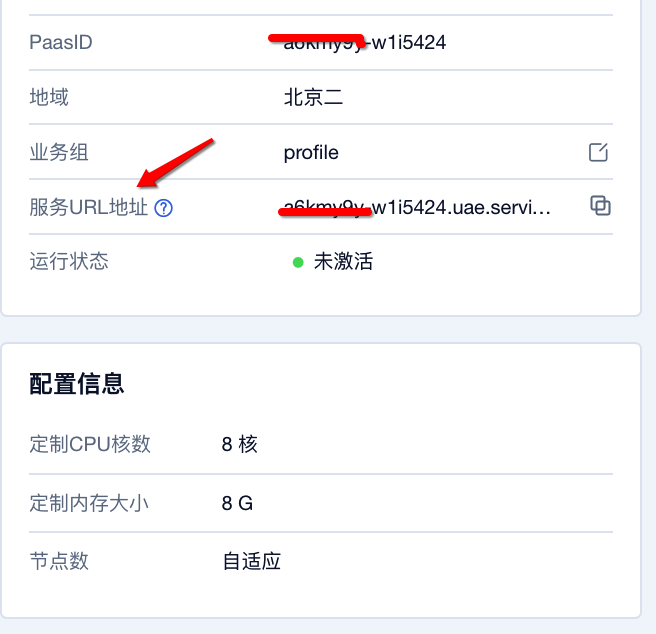 PaasID
-w1i5424
地域
北京二
业务组
profile
服务URL地址
-w1i5424.uae.servi...
运行状态
未激活
配置信息
定制CPU核数
8 核
定制内存大小
8 G
节点数
自适应